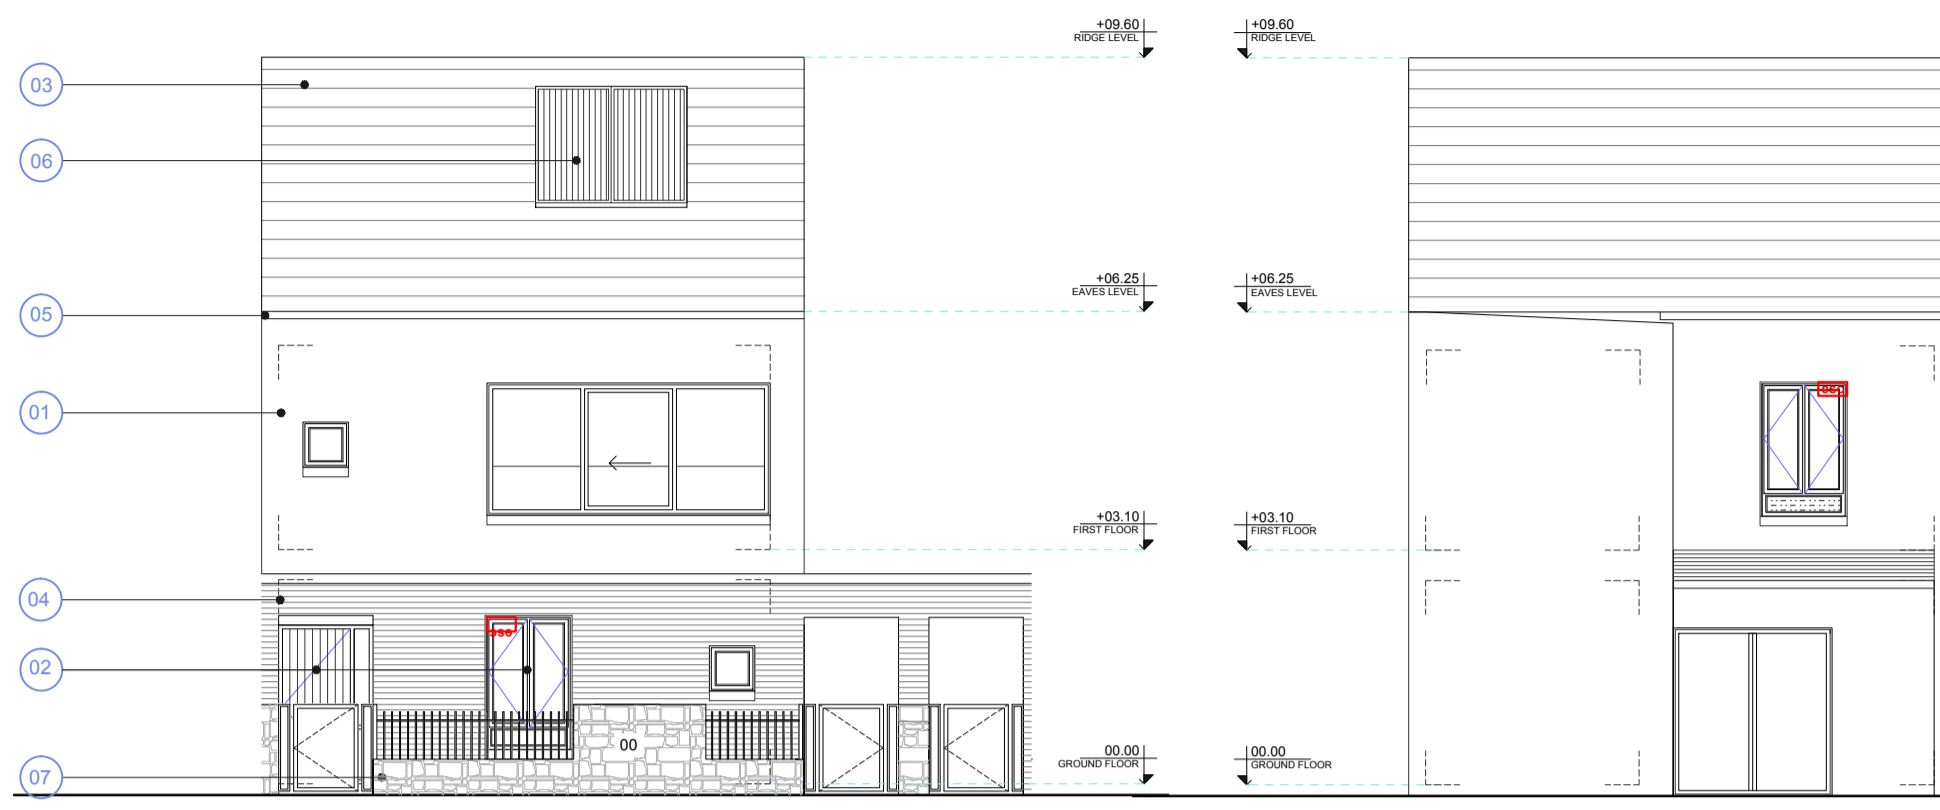 +09.60
RIDGE LEVEL
+09.60
RIDGE LEVEL
03
06
+06.25
EAVES LEVEL
+06.25
EAVES LEVEL
05
01
+03.10
FIRST FLOOR
+03.10
FIRST FLOOR
04
02
00
00.00
GROUND FLOOR
00.00
GROUND FLOOR
07